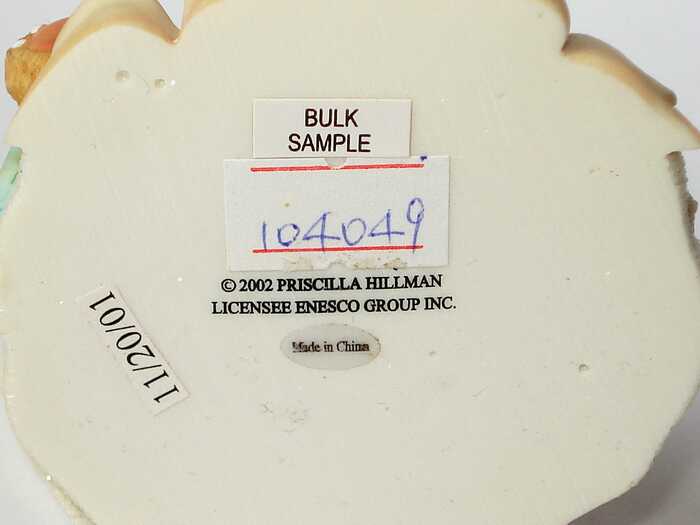 BULK
SAMPLE
104049
© 2002 PRISCILLA HILLMAN
LICENSEE ENESCO GROUP INC.
Made in China
11/20/01